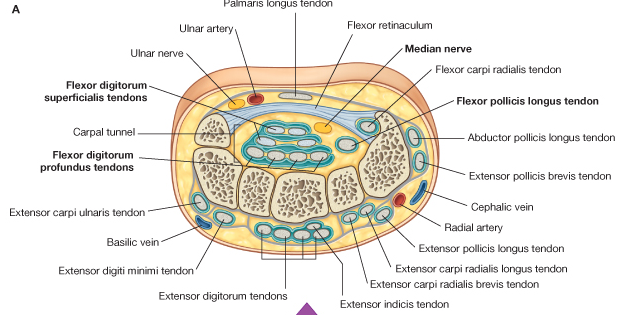 A
Palmaris longus tendon
Ulnar artery
Flexor retinaculum
Ulnar nerve
Median nerve
Flexor carpi radialis tendon
Flexor digitorum
superficialis tendons
Flexor pollicis longus tendon
Carpal tunnel
Abductor pollicis longus tendon
Flexor digitorum
profundus tendons
Extensor pollicis brevis tendon
Cephalic vein
Extensor carpi ulnaris tendon
Radial artery
Basilic vein
Extensor pollicis longus tendon
Extensor digiti minimi tendon
Extensor carpi radialis longus tendon
Extensor carpi radialis brevis tendon
Extensor digitorum tendons
Extensor indicis tendon